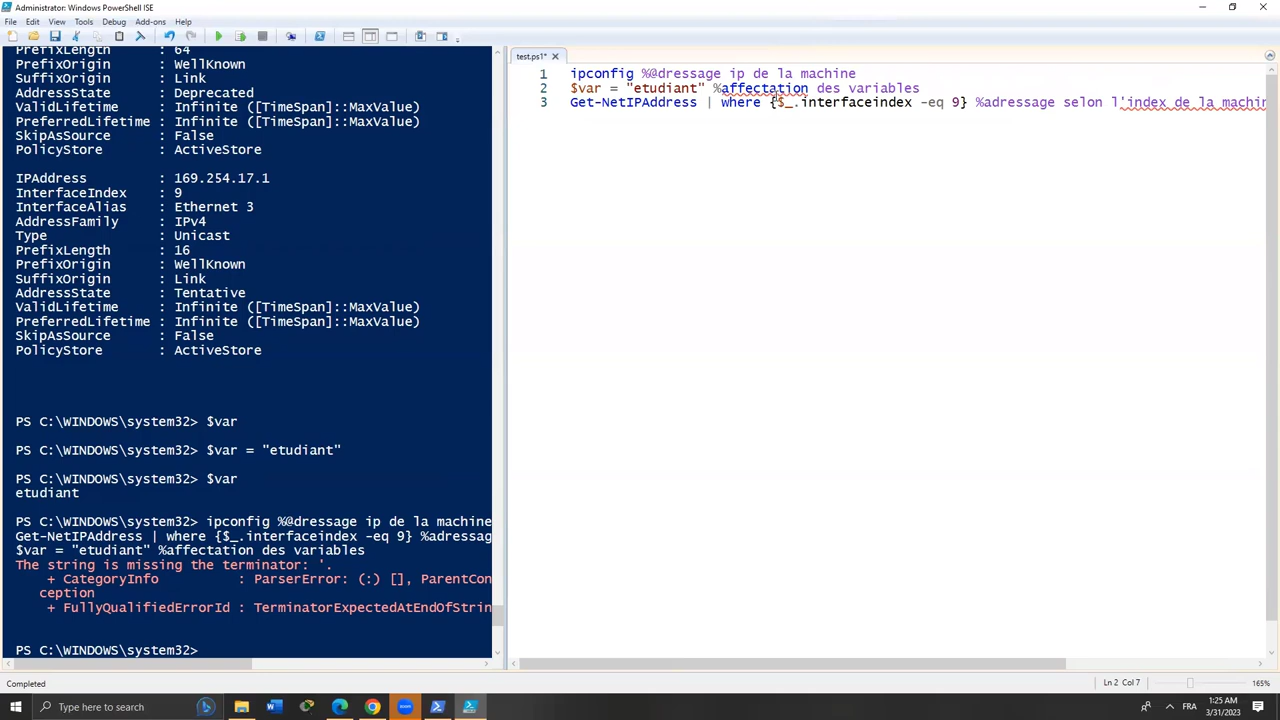 Administrator: Windows PowerShell ISE
File Edit View Tools Debug Add-ons Help
PrefixLength : 64
PrefixOrigin : WellKnown
SuffixOrigin : Link
AddressState : Deprecated
ValidLifetime : Infinite ([TimeSpan]::MaxValue)
PreferredLifetime : Infinite ([TimeSpan]::MaxValue)
SkipAsSource : False
PolicyStore : ActiveStore
IPAddress : 169.254.17.1
InterfaceIndex : 9
InterfaceAlias : Ethernet 3
AddressFamily : IPv4
Type : Unicast
PrefixLength : 16
PrefixOrigin : WellKnown
SuffixOrigin : Link
AddressState : Tentative
ValidLifetime : Infinite ([TimeSpan]::MaxValue)
PreferredLifetime : Infinite ([TimeSpan]::MaxValue)
SkipAsSource : False
PolicyStore : ActiveStore
PS C:\WINDOWS\system32> $var
PS C:\WINDOWS\system32> $var = "etudiant"
PS C:\WINDOWS\system32> $var
etudiant
PS C:\WINDOWS\system32> ipconfig %@dressage ip de la machine
Get-NetIPAddress | where {$_.interfaceindex -eq 9} %adressag
$var = "etudiant" %affectation des variables
The string is missing the terminator: '.
+ CategoryInfo : ParserError: (:) [], ParentCon
ception
+ FullyQualifiedErrorId : TerminatorExpectedAtEndOfStrin
PS C:\WINDOWS\system32>
test.ps1*
1 ipconfig %@dressage ip de la machine
2 $var = "etudiant" %affectation des variables
3 Get-NetIPAddress | where {$_.interfaceindex -eq 9} %adressage selon l'index de la machin
Completed
Ln 2 Col 7
165%
Type here to search
zoom
FRA
1:25 AM
3/31/2023